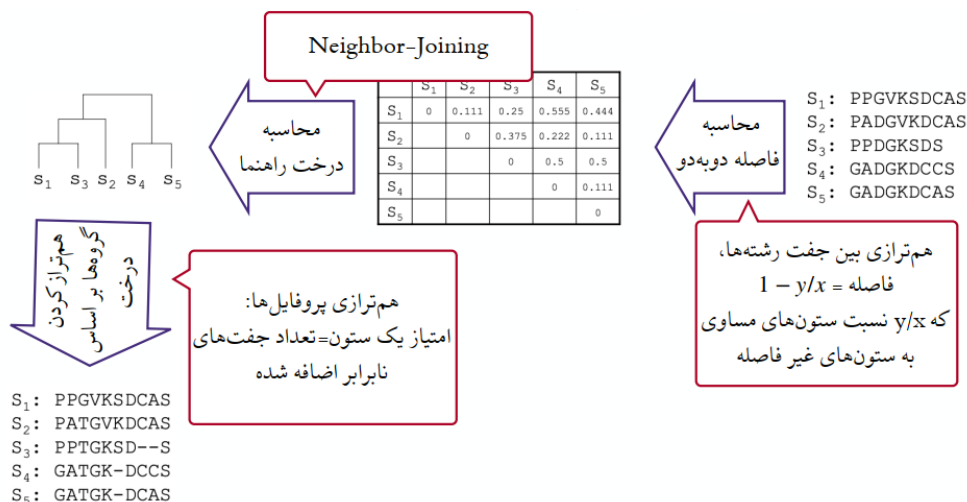 Neighbor-Joining
S1 S2 S3 S4 S5
S1 0 0.111 0.25 0.555 0.444
S2 0 0.375 0.222 0.111
S3 0 0.5 0.5
S4 0 0.111
S5 0
S1: PPGVKSDCAS
S2: PADGVKDCAS
S3: PPDGKSDS
S4: GADGKDCCS
S5: GADGKDCAS
محاسبه
فاصله دوبه‌دو
هم‌ترازی بین جفت رشته‌ها،
فاصله = 1 − y/x
که y/x نسبت ستون‌های مساوی
به ستون‌های غیر فاصله
محاسبه
درخت راهنما
S1 S3 S2 S4 S5
هم‌تراز کردن
گروه‌ها بر اساس
درخت
هم‌ترازی پروفایل‌ها:
امتیاز یک ستون=تعداد جفت‌های
نابرابر اضافه شده
S1: PPGVKSDCAS
S2: PATGVKDCAS
S3: PPTGKSD--S
S4: GATGK-DCCS
S5: GATGK-DCAS